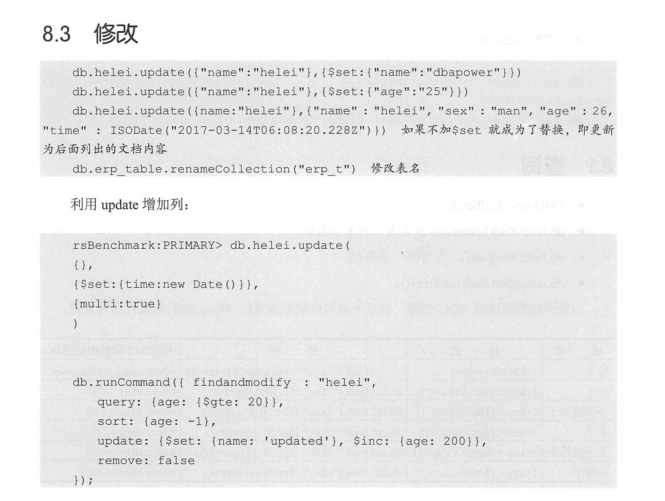 8.3 修改
db.helei.update({"name":"helei"},{$set:{"name":"dbapower"}})
db.helei.update({"name":"helei"},{$set:{"age":"25"}})
db.helei.update({name:"helei"},{"name" : "helei", "sex" : "man", "age" : 26,
"time" : ISODate("2017-03-14T06:08:20.228Z")}) 如果不加$set 就成为了替换，即更新
为后面列出的文档内容
db.erp_table.renameCollection("erp_t") 修改表名
利用 update 增加列：
rsBenchmark:PRIMARY> db.helei.update(
{},
{$set:{time:new Date()}},
{multi:true}
)
db.runCommand({ findandmodify : "helei",
query: {age: {$gte: 20}},
sort: {age: -1},
update: {$set: {name: 'updated'}, $inc: {age: 200}},
remove: false
});